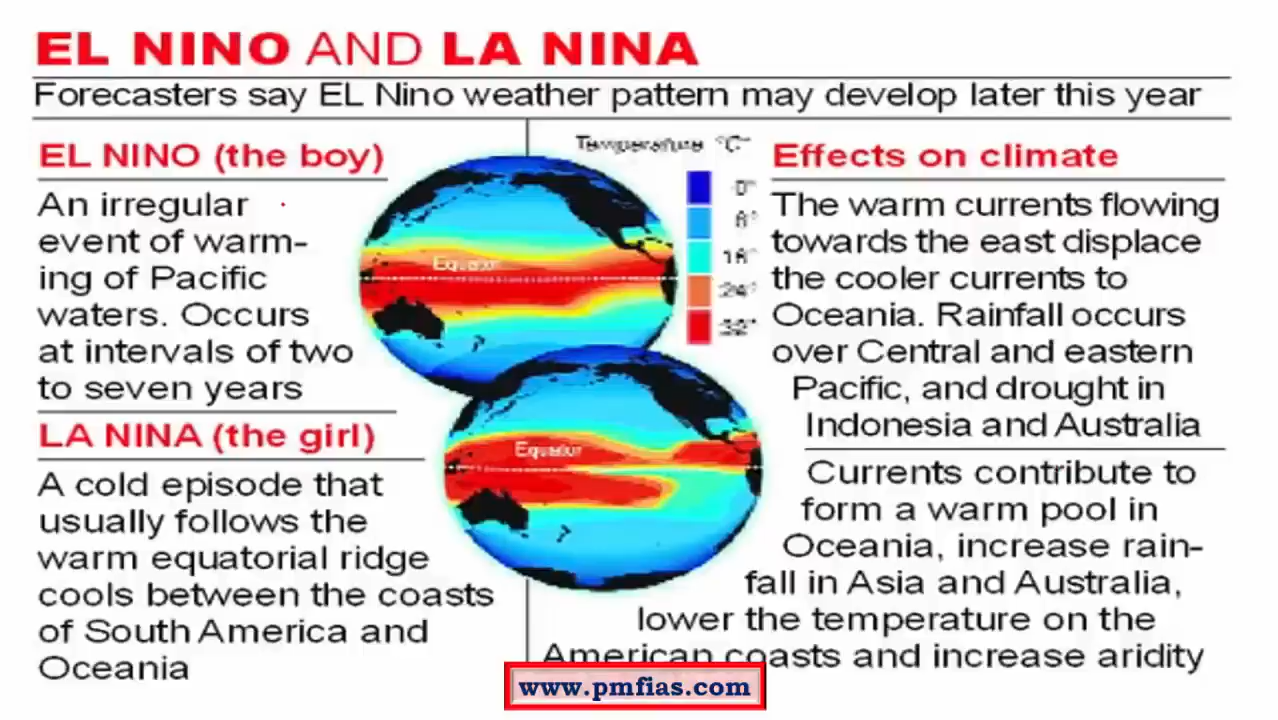 EL NINO AND LA NINA
Forecasters say EL Nino weather pattern may develop later this year
EL NINO (the boy)
An irregular
event of warm-
ing of Pacific
waters. Occurs
at intervals of two
to seven years
LA NINA (the girl)
A cold episode that
usually follows the
warm equatorial ridge
cools between the coasts
of South America and
Oceania
Temperature °C
0°
8°
16°
24°
32°
Equator
Equator
Effects on climate
The warm currents flowing
towards the east displace
the cooler currents to
Oceania. Rainfall occurs
over Central and eastern
Pacific, and drought in
Indonesia and Australia
Currents contribute to
form a warm pool in
Oceania, increase rain-
fall in Asia and Australia,
lower the temperature on the
American coasts and increase aridity
www.pmfias.com